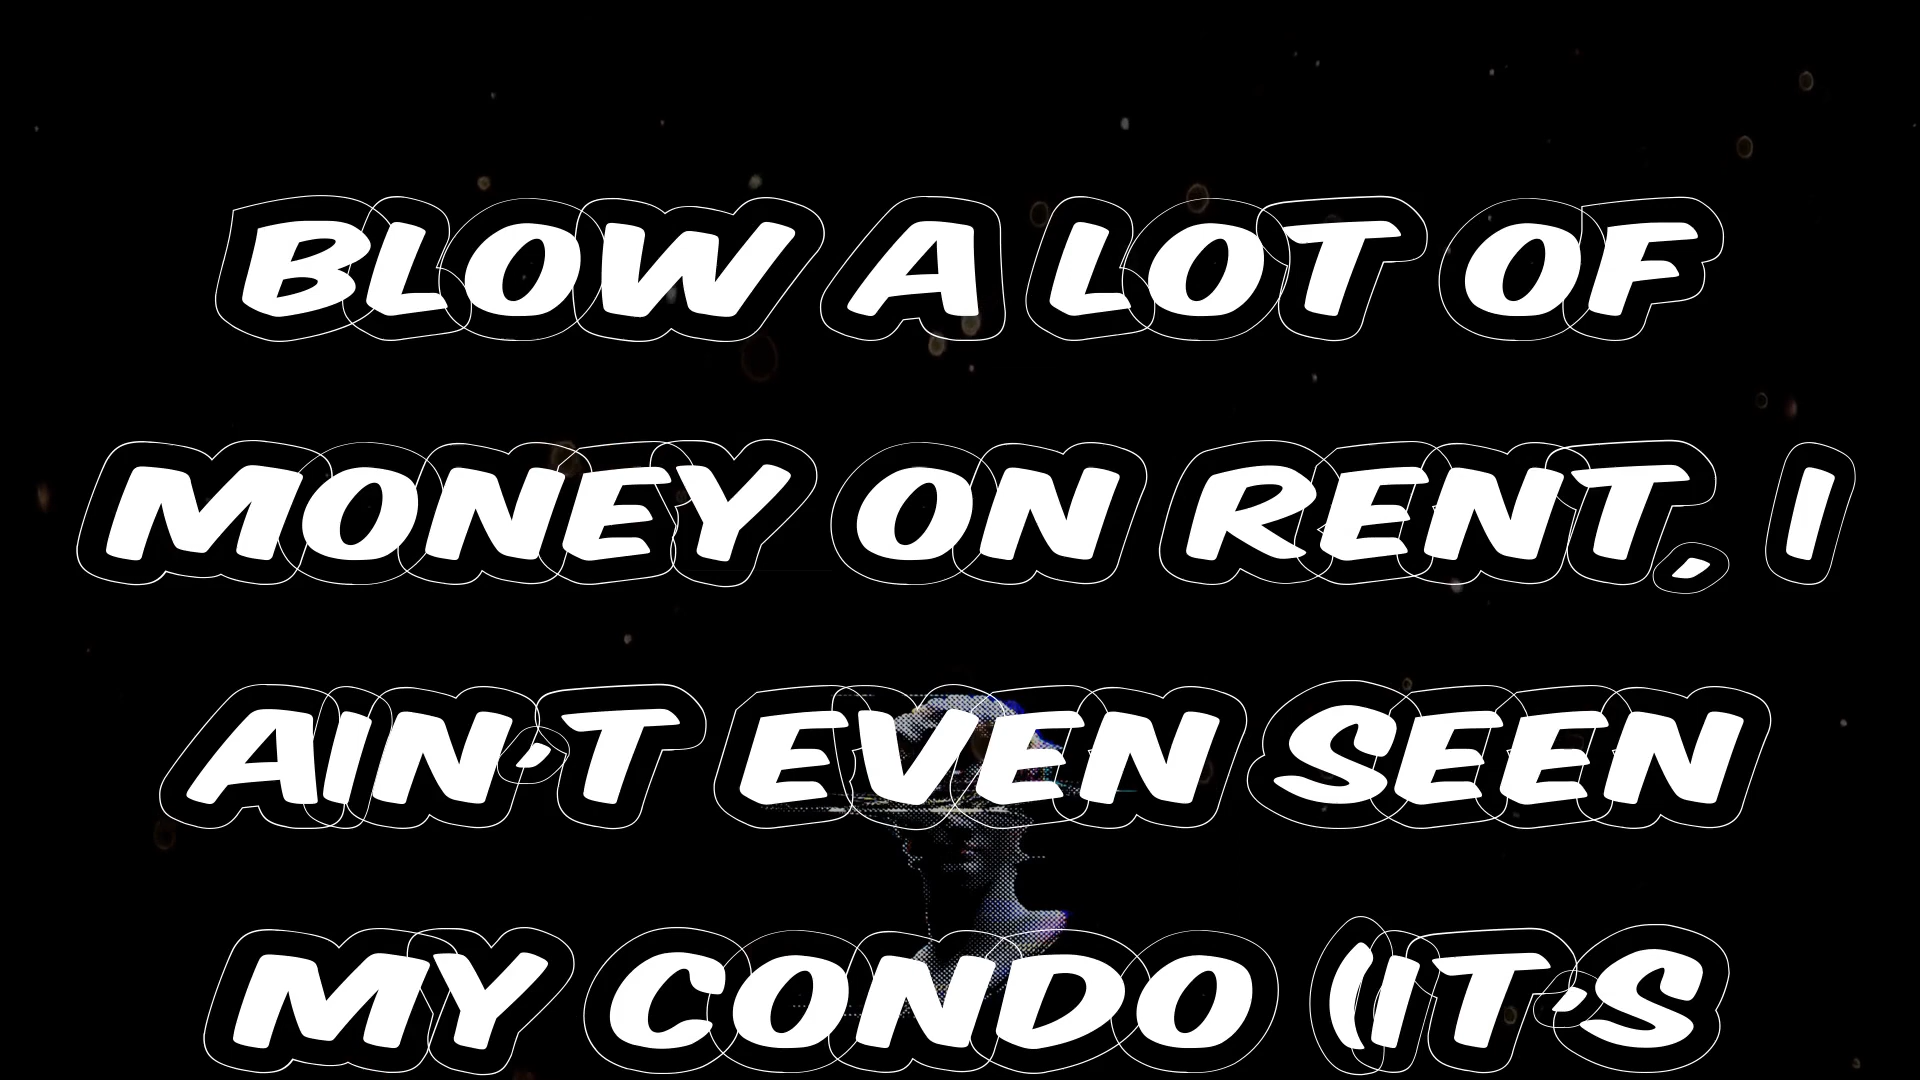 BLOW A LOT OF
MONEY ON RENT, I
AIN'T EVEN SEEN
MY CONDO (IT'S